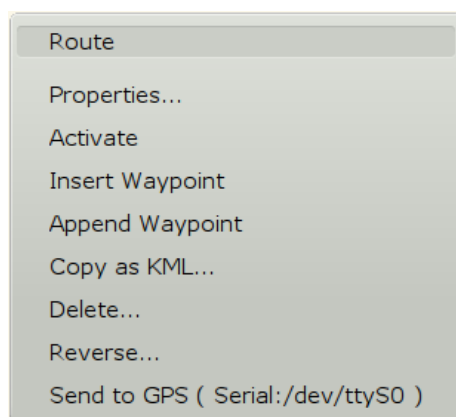 Route
Properties...
Activate
Insert Waypoint
Append Waypoint
Copy as KML...
Delete...
Reverse...
Send to GPS ( Serial:/dev/ttyS0 )